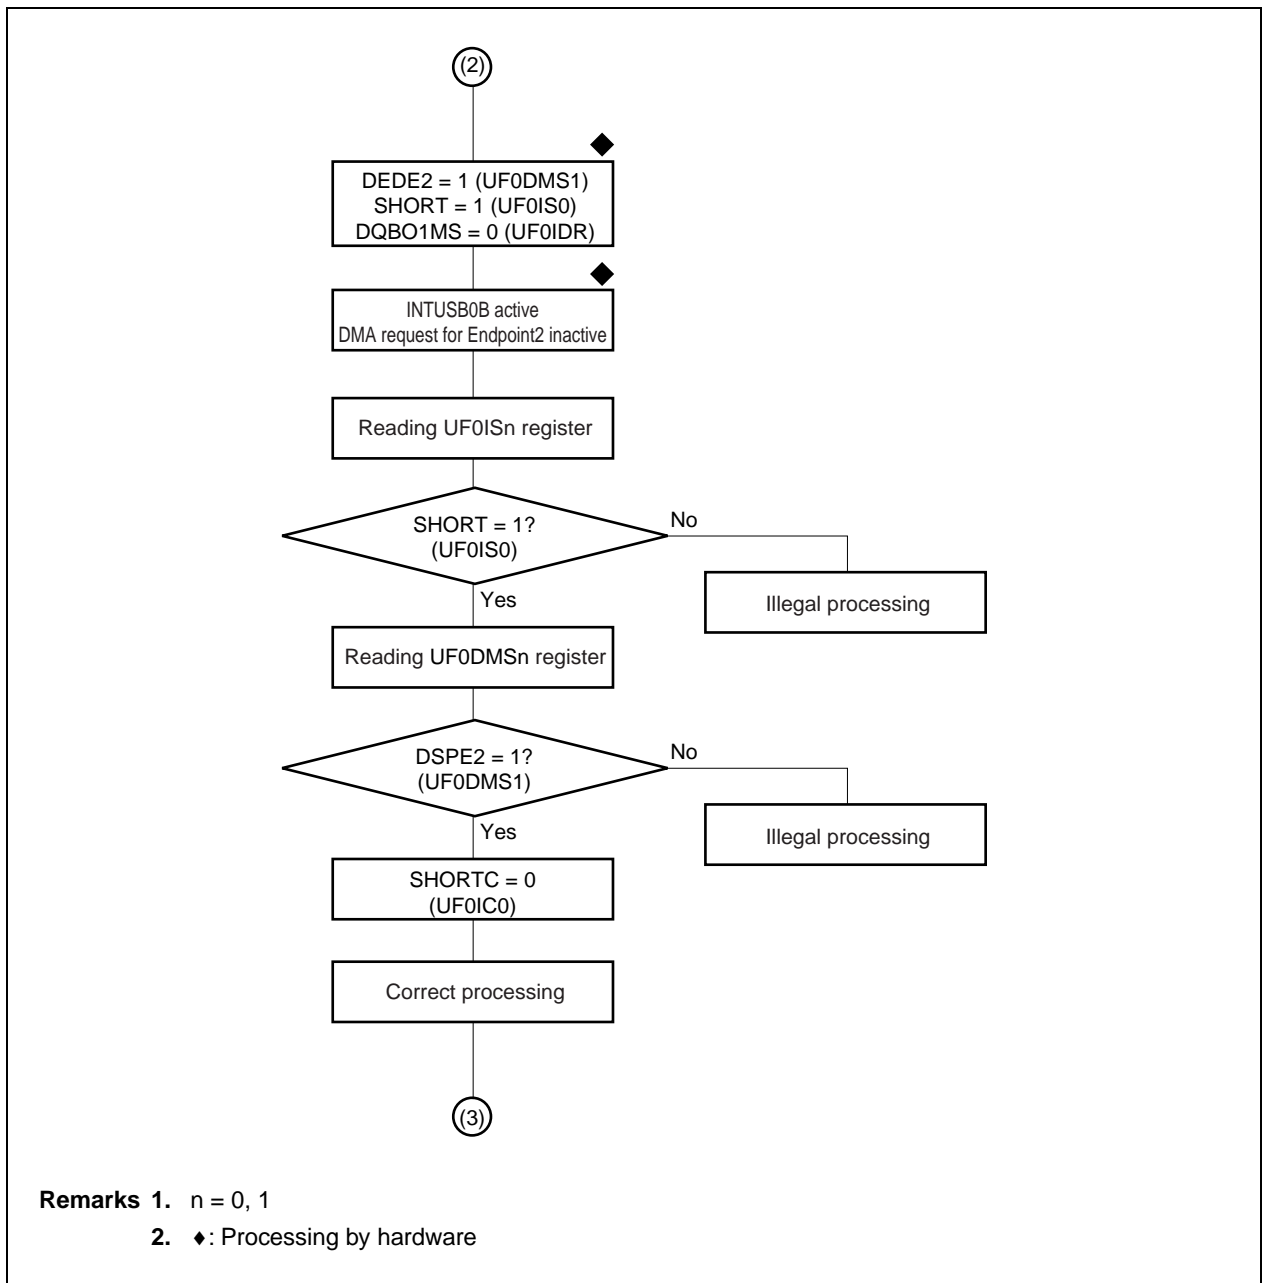 (2)
DEDE2 = 1 (UF0DMS1)
SHORT = 1 (UF0IS0)
DQBO1MS = 0 (UF0IDR)
INTUSB0B active
DMA request for Endpoint2 inactive
Reading UF0ISn register
SHORT = 1?
(UF0IS0)
No
Illegal processing
Yes
Reading UF0DMSn register
DSPE2 = 1?
(UF0DMS1)
No
Illegal processing
Yes
SHORTC = 0
(UF0IC0)
Correct processing
(3)
Remarks 1. n = 0, 1
2. ♦: Processing by hardware